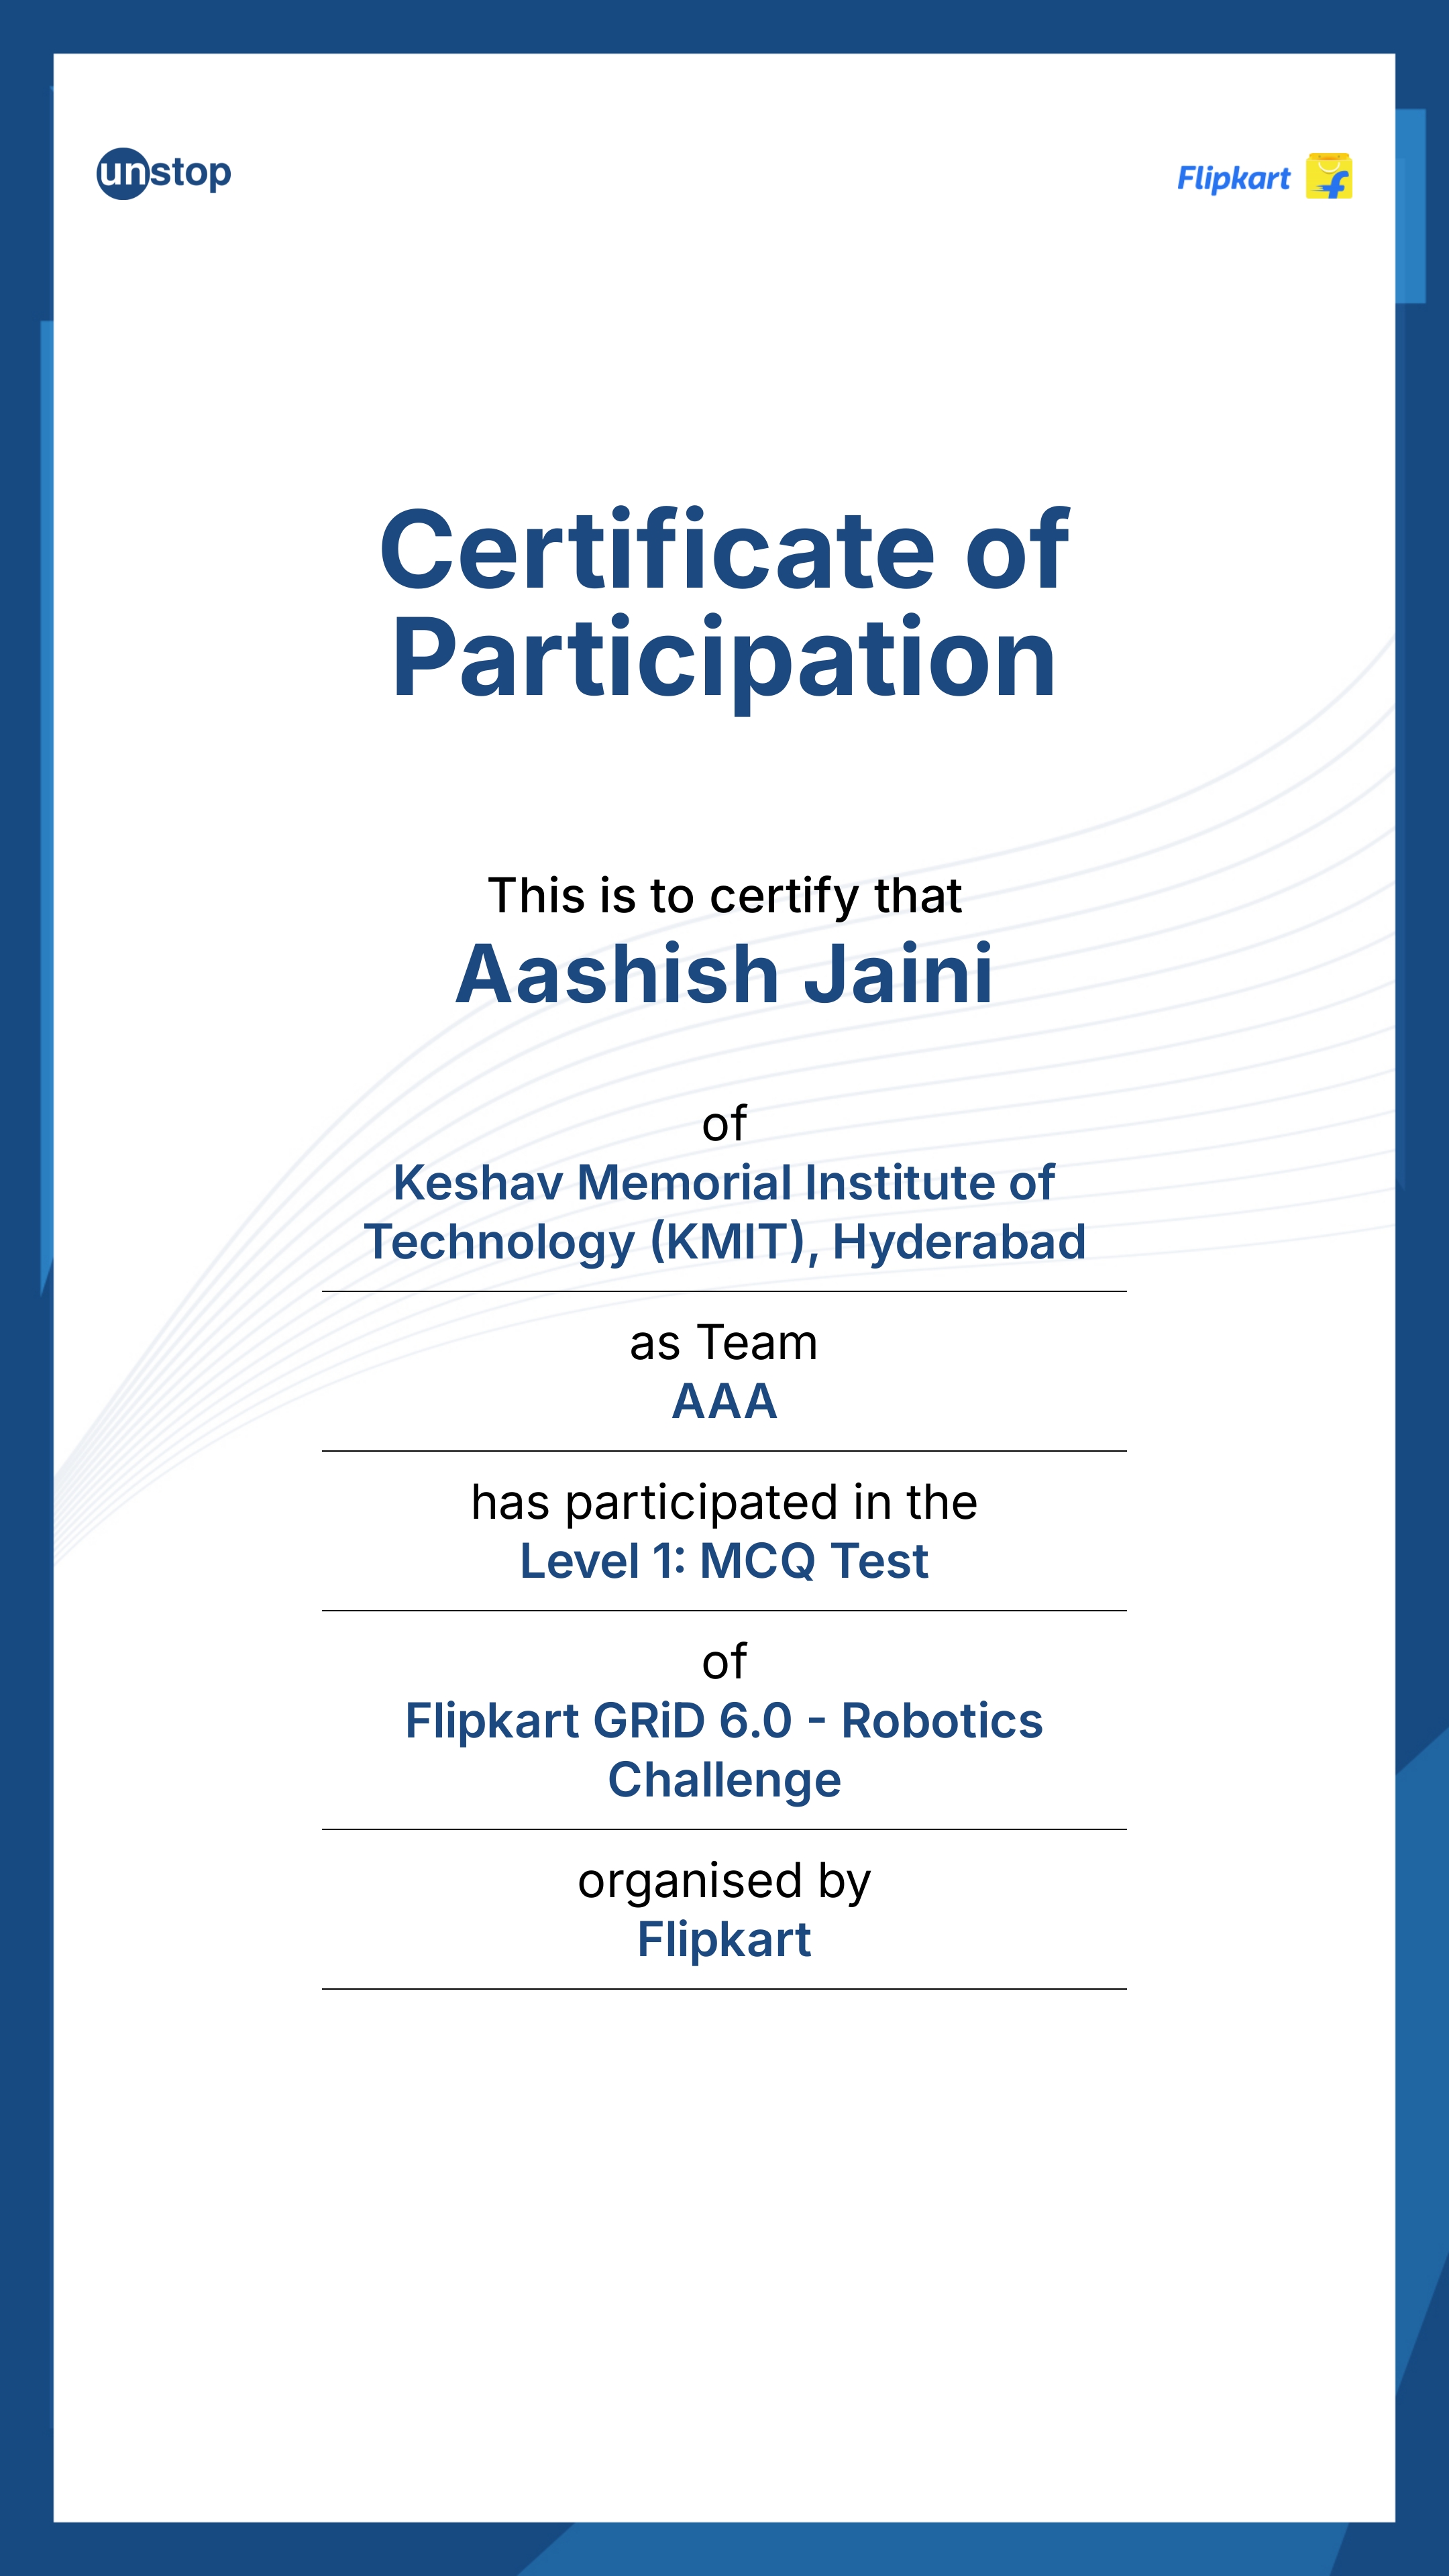 unstop
Flipkart
Certificate of
Participation
This is to certify that
Aashish Jaini
of
Keshav Memorial Institute of
Technology (KMIT), Hyderabad
as Team
AAA
has participated in the
Level 1: MCQ Test
of
Flipkart GRiD 6.0 - Robotics
Challenge
organised by
Flipkart